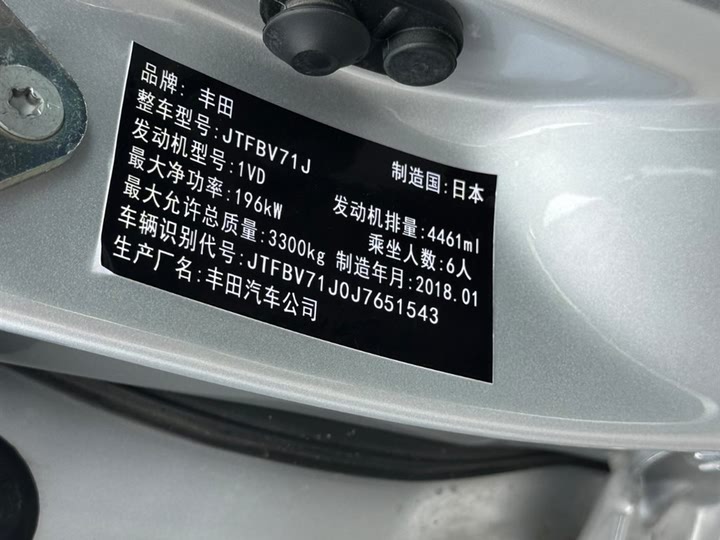 品牌: 丰田
整车型号:JTFBV71J 制造国:日本
发动机型号:1VD 发动机排量:4461ml
最大净功率:196kW 乘坐人数:6人
最大允许总质量:3300kg 制造年月:2018.01
车辆识别代号:JTFBV71J0J7651543
生产厂名:丰田汽车公司